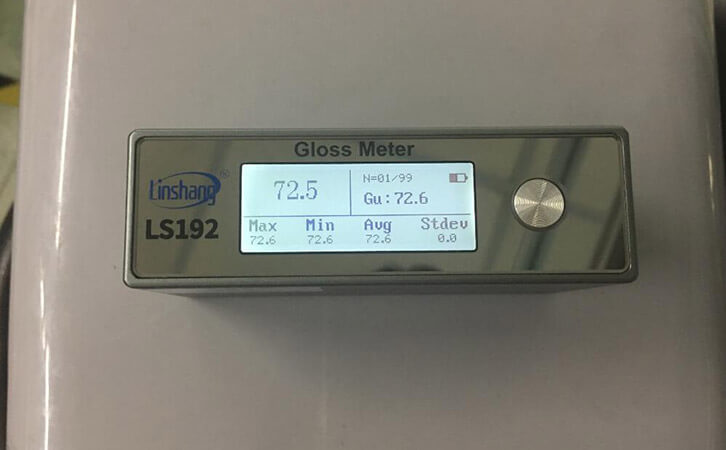 Gloss Meter
Linshang®
LS192
72.5
N=01/99
Gu:72.6
Max Min Avg Stdev
72.6 72.6 72.6 0.0